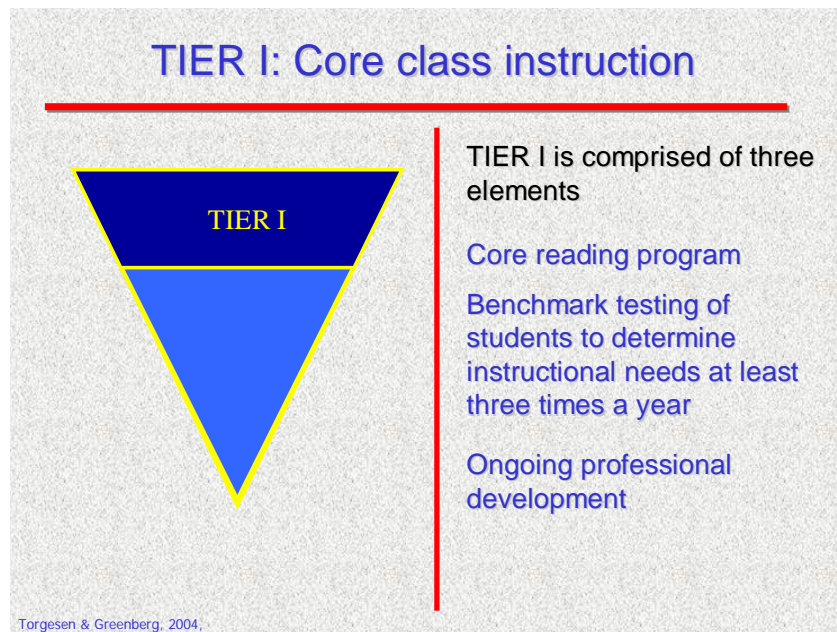 TIER I: Core class instruction
TIER I
TIER I is comprised of three
elements
Core reading program
Benchmark testing of
students to determine
instructional needs at least
three times a year
Ongoing professional
development
Torgesen & Greenberg, 2004,